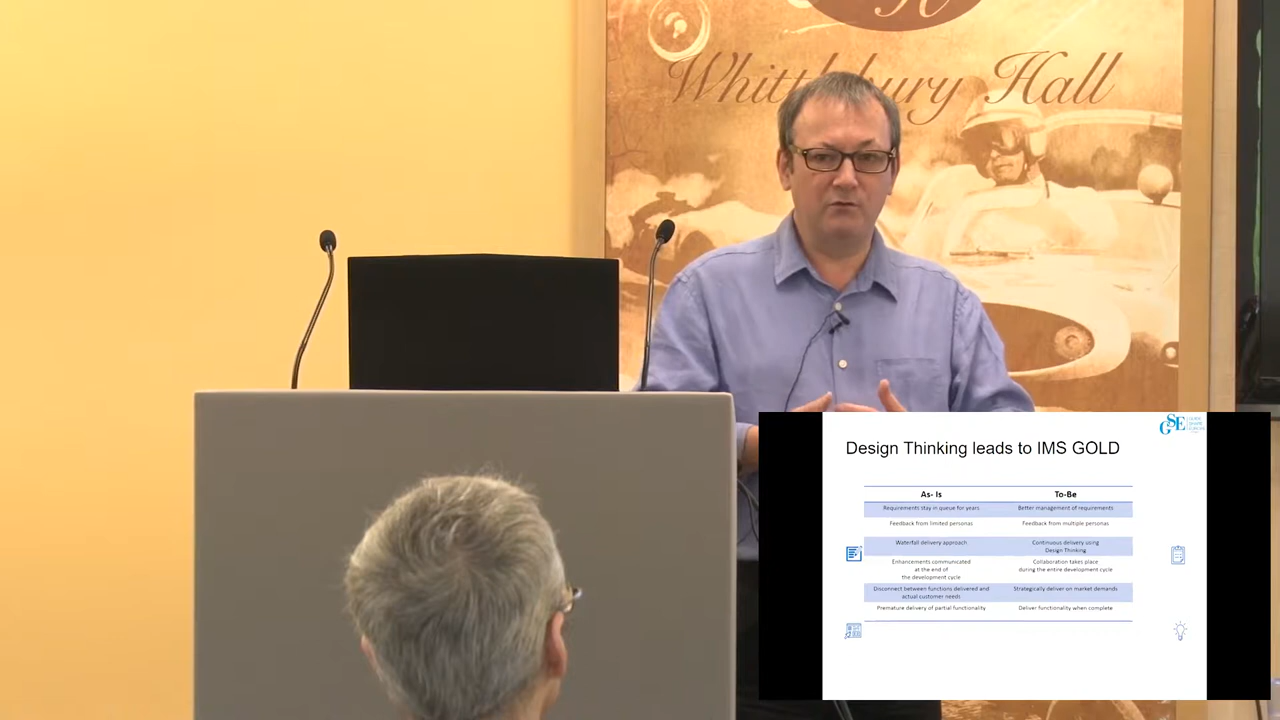 Whittlebury Hall
GSE
Design Thinking leads to IMS GOLD
As- Is
To-Be
Requirements stay in queue for years
Better management of requirements
Feedback from limited personas
Feedback from multiple personas
Waterfall delivery approach
Continuous delivery using
Design Thinking
Enhancements communicated
at the end of
the development cycle
Collaboration takes place
during the entire development cycle
Disconnect between functions delivered and
actual customer needs
Strategically deliver on market demands
Premature delivery of partial functionality
Deliver functionality when complete